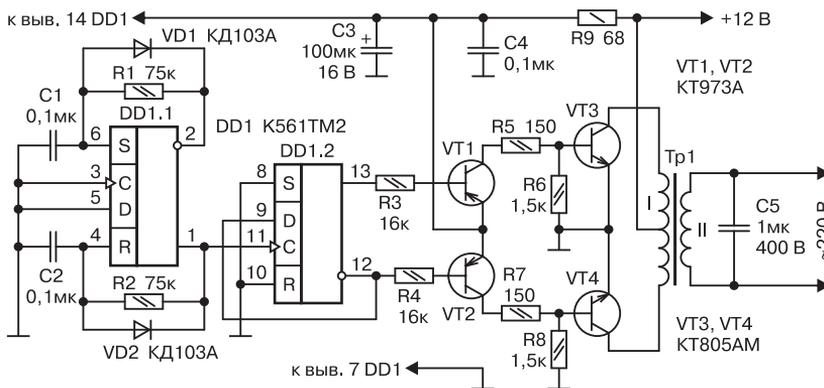 к выв. 14 DD1
+12 В
VD1 КД103А
C3
+
100мк
16 В
C4
0,1мк
R9 68
R1 75к
VT1, VT2
КТ973А
C1
0,1мк
DD1.1
DD1 К561ТМ2
DD1.2
VT3
VT1
R5 150
Тр1
6 S 2
3 C
5 D
4 R 1
8 S 13
9 D
11 C
10 R 12
R3
16к
R6
1,5к
I
II
C5
1мк
400 В
~220 В
C2
0,1мк
R2 75к
R4
16к
VT2
R7
150
VT4
VD2 КД103А
R8
1,5к
VT3, VT4
КТ805АМ
к выв. 7 DD1